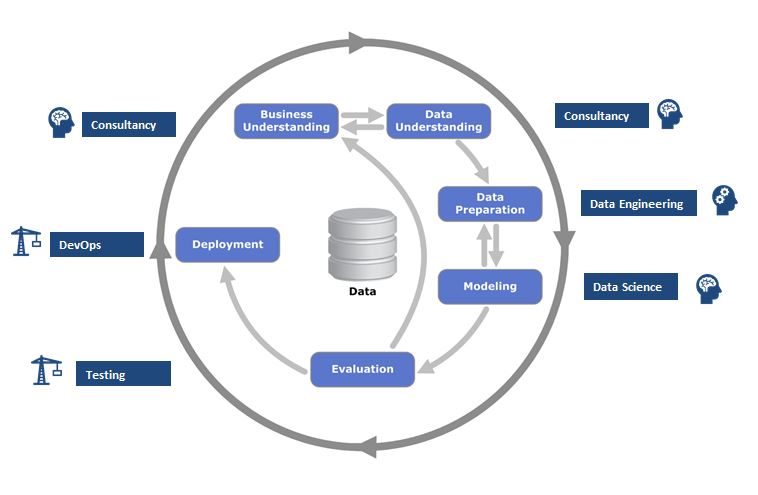 Consultancy
Business
Understanding
Data
Understanding
Consultancy
Data
Preparation
Data Engineering
DevOps
Deployment
Data
Modeling
Data Science
Testing
Evaluation